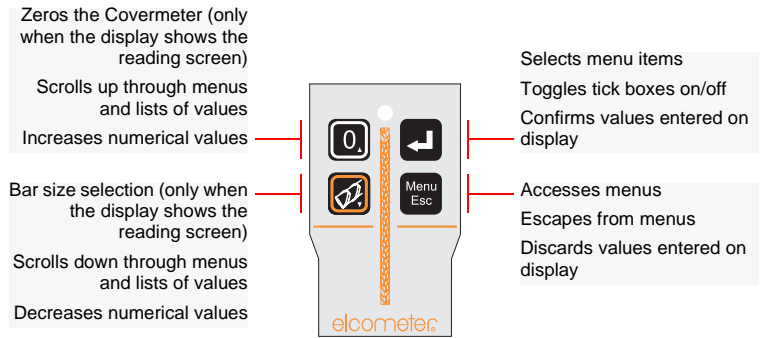 Zeros the Covermeter (only
when the display shows the
reading screen)
Scrolls up through menus
and lists of values
Increases numerical values
Bar size selection (only when
the display shows the
reading screen)
Scrolls down through menus
and lists of values
Decreases numerical values
0
Menu
Esc
elcometer
Selects menu items
Toggles tick boxes on/off
Confirms values entered on
display
Accesses menus
Escapes from menus
Discards values entered on
display